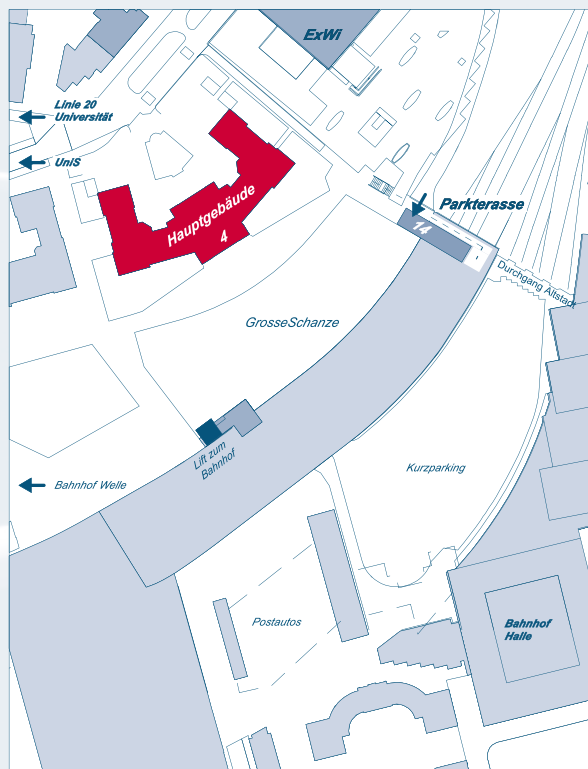 ExWi
Linie 20
Universität
UniS
Hauptgebäude
4
Parkterasse
14
Durchgang Altstadt
GrosseSchanze
Lift zum
Bahnhof
Kurzparking
Bahnhof Welle
Postautos
Bahnhof
Halle